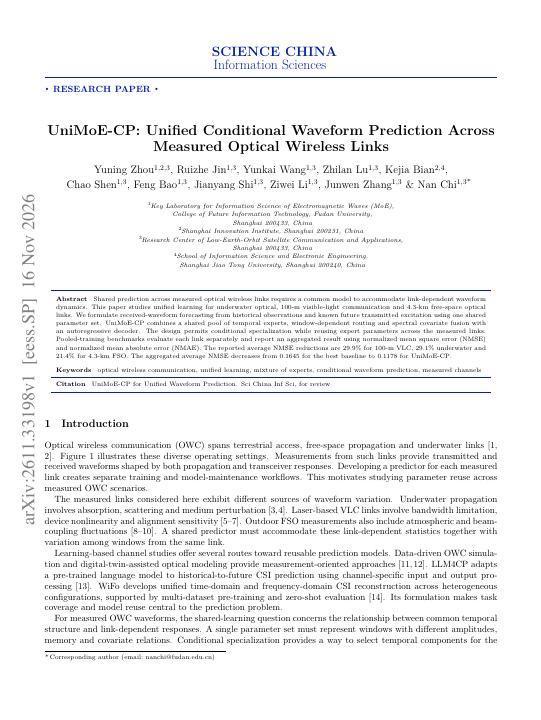 SCIENCE CHINA
Information Sciences
• RESEARCH PAPER •
UniMoE-CP: Unified Conditional Waveform Prediction Across
Measured Optical Wireless Links
Yuning Zhou1,2,3, Ruizhe Jin1,3, Yunkai Wang1,3, Zhilan Lu1,3, Kejia Bian2,4,
Chao Shen1,3, Feng Bao1,3, Jianyang Shi1,3, Ziwei Li1,3, Junwen Zhang1,3 & Nan Chi1,3*
1Key Laboratory for Information Science of Electromagnetic Waves (MoE),
College of Future Information Technology, Fudan University,
Shanghai 200433, China
2Shanghai Innovation Institute, Shanghai 200231, China
3Research Center of Low-Earth-Orbit Satellite Communication and Applications,
Shanghai 200433, China
4School of Information Science and Electronic Engineering,
Shanghai Jiao Tong University, Shanghai 200240, China
Abstract Shared prediction across measured optical wireless links requires a common model to accommodate link-dependent waveform
dynamics. This paper studies unified learning for underwater optical, 100-m visible-light communication and 4.3-km free-space optical
links. We formulate received-waveform forecasting from historical observations and known future transmitted excitation using one shared
parameter set. UniMoE-CP combines a shared pool of temporal experts, window-dependent routing and spectral covariate fusion with
an autoregressive decoder. The design permits conditional specialization while reusing expert parameters across the measured links.
Pooled-training benchmarks evaluate each link separately and report an aggregated result using normalized mean square error (NMSE)
and normalized mean absolute error (NMAE). The reported average NMSE reductions are 29.9% for 100-m VLC, 29.1% underwater and
21.4% for 4.3-km FSO. The aggregated average NMSE decreases from 0.1645 for the best baseline to 0.1178 for UniMoE-CP.
Keywords optical wireless communication, unified learning, mixture of experts, conditional waveform prediction, measured channels
Citation UniMoE-CP for Unified Waveform Prediction. Sci China Inf Sci, for review
1 Introduction
Optical wireless communication (OWC) spans terrestrial access, free-space propagation and underwater links [1,
2]. Figure 1 illustrates these diverse operating settings. Measurements from such links provide transmitted and
received waveforms shaped by both propagation and transceiver responses. Developing a predictor for each measured
link creates separate training and model-maintenance workflows. This motivates studying parameter reuse across
measured OWC scenarios.
The measured links considered here exhibit different sources of waveform variation. Underwater propagation
involves absorption, scattering and medium perturbation [3,4]. Laser-based VLC links involve bandwidth limitation,
device nonlinearity and alignment sensitivity [5–7]. Outdoor FSO measurements also include atmospheric and beam-
coupling fluctuations [8–10]. A shared predictor must accommodate these link-dependent statistics together with
variation among windows from the same link.
Learning-based channel studies offer several routes toward reusable prediction models. Data-driven OWC simula-
tion and digital-twin-assisted optical modeling provide measurement-oriented approaches [11,12]. LLM4CP adapts
a pre-trained language model to historical-to-future CSI prediction using channel-specific input and output pro-
cessing [13]. WiFo develops unified time-domain and frequency-domain CSI reconstruction across heterogeneous
configurations, supported by multi-dataset pre-training and zero-shot evaluation [14]. Its formulation makes task
coverage and model reuse central to the prediction problem.
For measured OWC waveforms, the shared-learning question concerns the relationship between common temporal
structure and link-dependent responses. A single parameter set must represent windows with different amplitudes,
memory and covariate relations. Conditional specialization provides a way to select temporal components for the
* Corresponding author (email: nanchi@fudan.edu.cn)
arXiv:2611.33198v1 [eess.SP] 16 Nov 2026